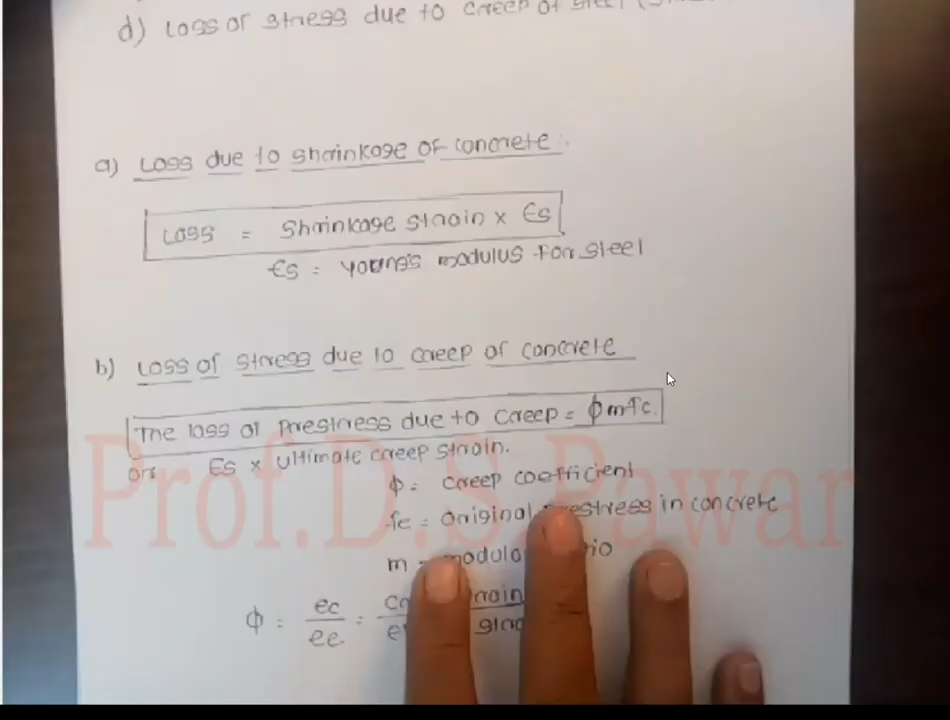 d) Loss of stress due to creep of steel
a) Loss due to shrinkage of concrete.
Loss = Shrinkage strain x Es
Es = Young's modulus for steel
b) Loss of stress due to creep of concrete
The loss of Prestress due to creep = ϕmfc.
or Es x ultimate creep strain.
ϕ = creep coefficient
fc = original prestress in concrete
m =
ϕ = ec/ee =
Prof.D.S.Pawar